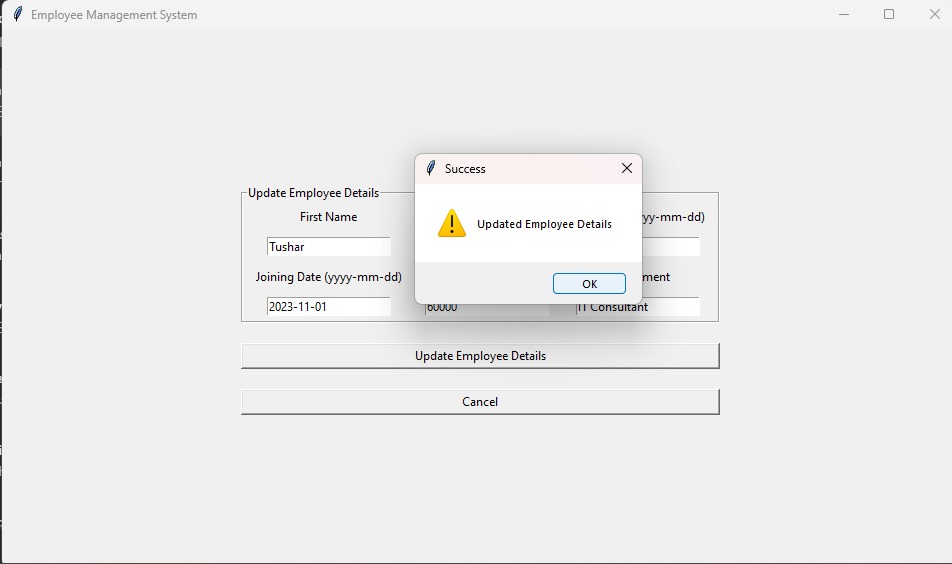 Employee Management System
Success
Updated Employee Details
OK
Update Employee Details
First Name
yy-mm-dd)
Tushar
Joining Date (yyyy-mm-dd)
ment
2023-11-01
60000
IT Consultant
Update Employee Details
Cancel